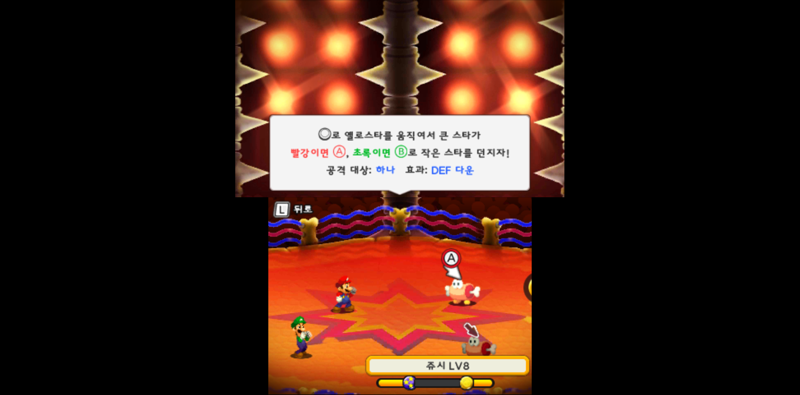 로 옐로스타를 움직여서 큰 스타가
빨강이면 Ⓐ, 초록이면 Ⓑ로 작은 스타를 던지자!
공격 대상: 하나 효과: DEF 다운
L 뒤로
A
쥬시 LV8